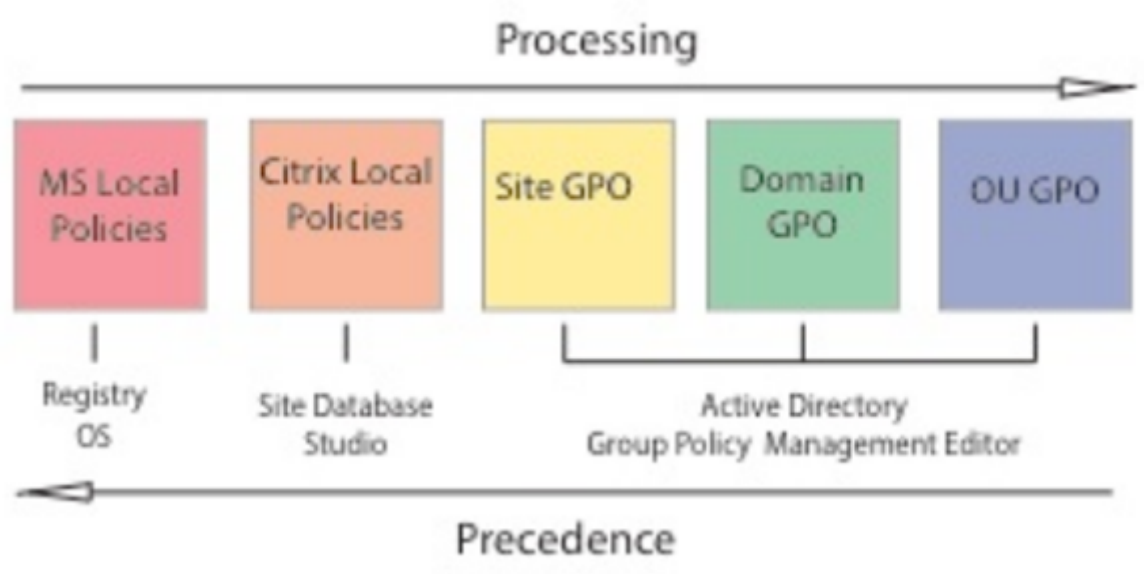 Processing
MS Local
Policies
Citrix Local
Policies
Site GPO
Domain
GPO
OU GPO
Registry
OS
Site Database
Studio
Active Directory
Group Policy Management Editor
Precedence